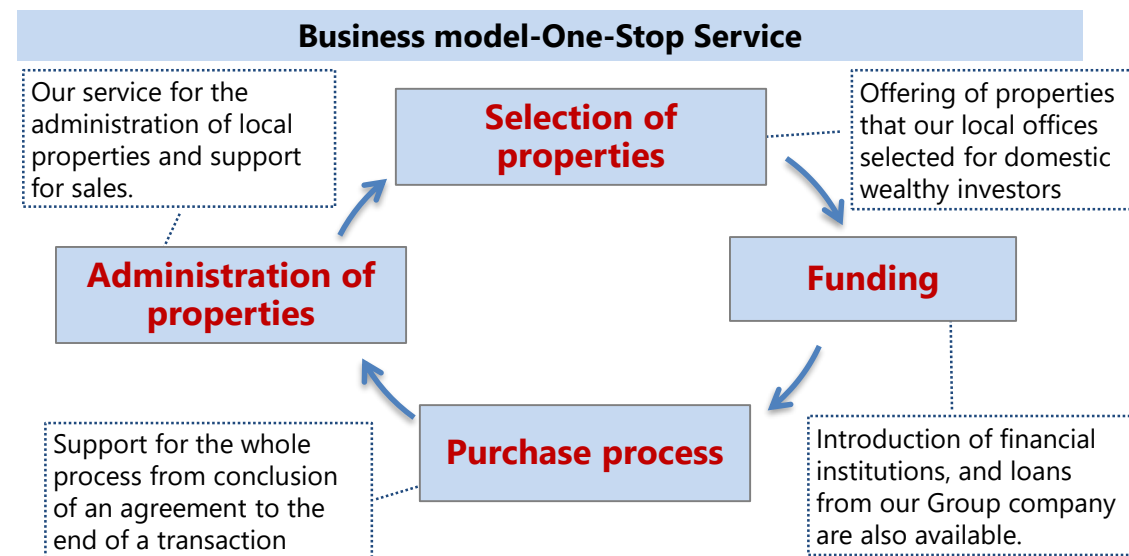 Business model-One-Stop Service
Our service for the
administration of local
properties and support
for sales.
Selection of
properties
Offering of properties
that our local offices
selected for domestic
wealthy investors
Administration of
properties
Funding
Purchase process
Support for the whole
process from conclusion
of an agreement to the
end of a transaction
Introduction of financial
institutions, and loans
from our Group company
are also available.